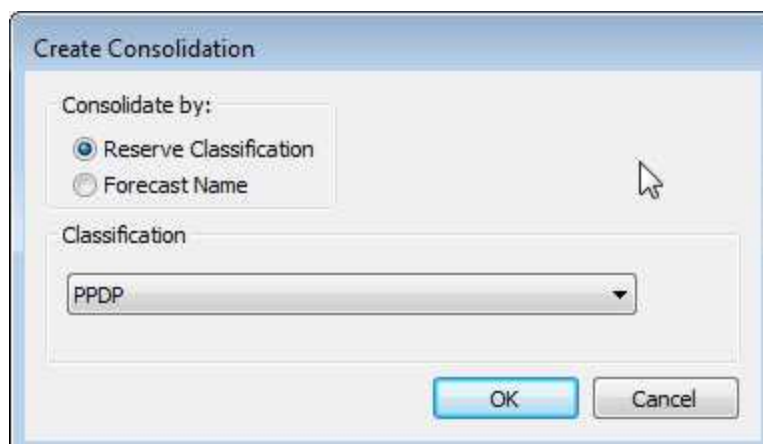 Create Consolidation
Consolidate by:
Reserve Classification
Forecast Name
Classification
PPDP
OK
Cancel